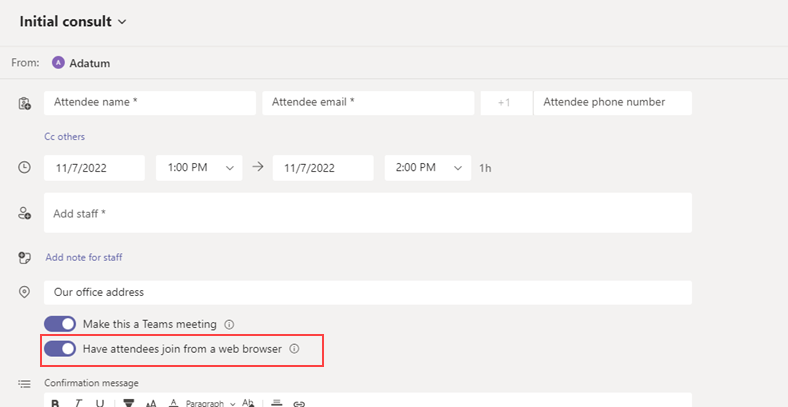 Initial consult
From: A Adatum
Attendee name * Attendee email * +1 Attendee phone number
Cc others
11/7/2022 1:00 PM → 11/7/2022 2:00 PM 1h
Add staff *
Add note for staff
Our office address
Make this a Teams meeting
Have attendees join from a web browser
Confirmation message
B I U AA A Paragraph Ab